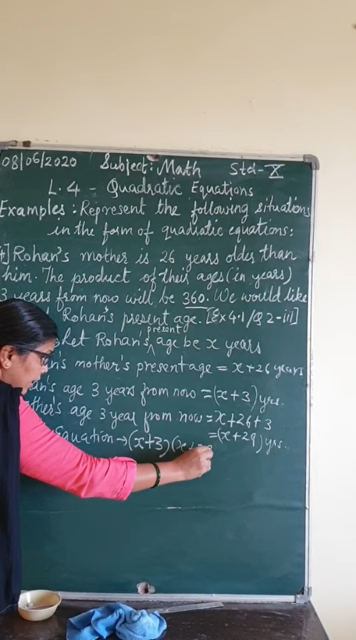 08/06/2020 Subject: Math Std-X
L.4 - Quadratic Equations
Examples: Represent the following situations
in the form of quadratic equations:
4] Rohan's mother is 26 years older than
him. The product of their ages (in years)
3 years from now will be 360. We would like
Rohan's present age. [Ex 4.1/Q 2-iii]
Let Rohan's present age be x years
mother's present age = x+26 years
age 3 years from now = (x+3) yrs.
age 3 year from now = x+26+3
= (x+29) yrs.
Equation → (x+3)(x+